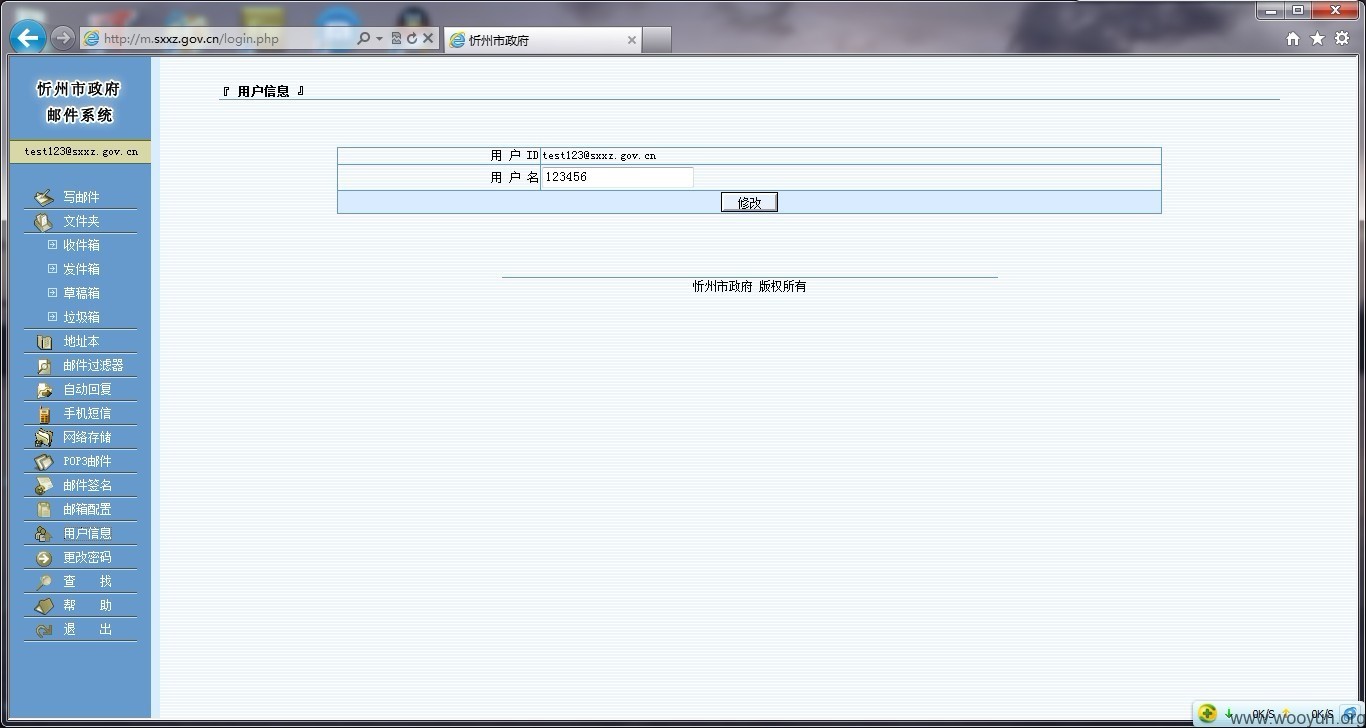 http://m.sxxz.gov.cn/login.php
忻州市政府
忻州市政府
邮件系统
test123@sxxz.gov.cn
写邮件
文件夹
收件箱
发件箱
草稿箱
垃圾箱
地址本
邮件过滤器
自动回复
手机短信
网络存储
POP3邮件
邮件签名
邮箱配置
用户信息
更改密码
查 找
帮 助
退 出
『 用户信息 』
用 户 ID test123@sxxz.gov.cn
用 户 名 123456
修改
忻州市政府 版权所有
0K/S 0K/S
www.wooyun.org